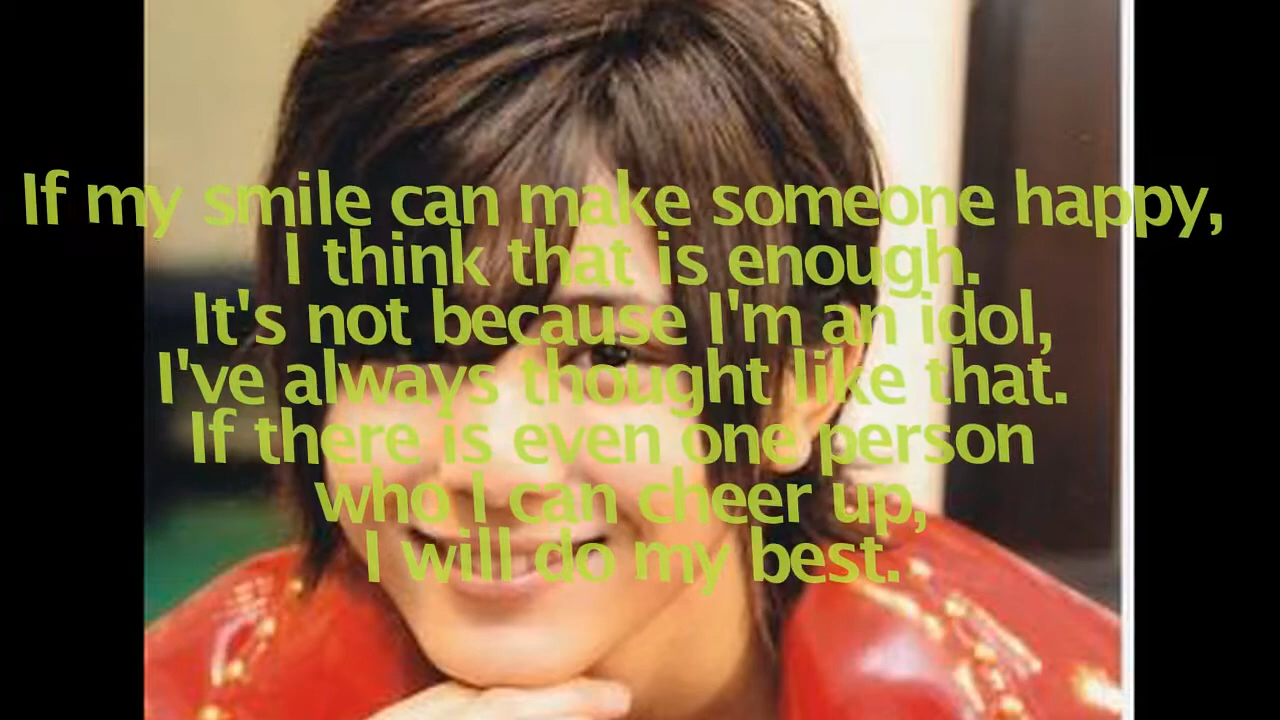 If my smile can make someone happy,
I think that is enough.
It's not because I'm an idol,
I've always thought like that.
If there is even one person
who I can cheer up,
I will do my best.